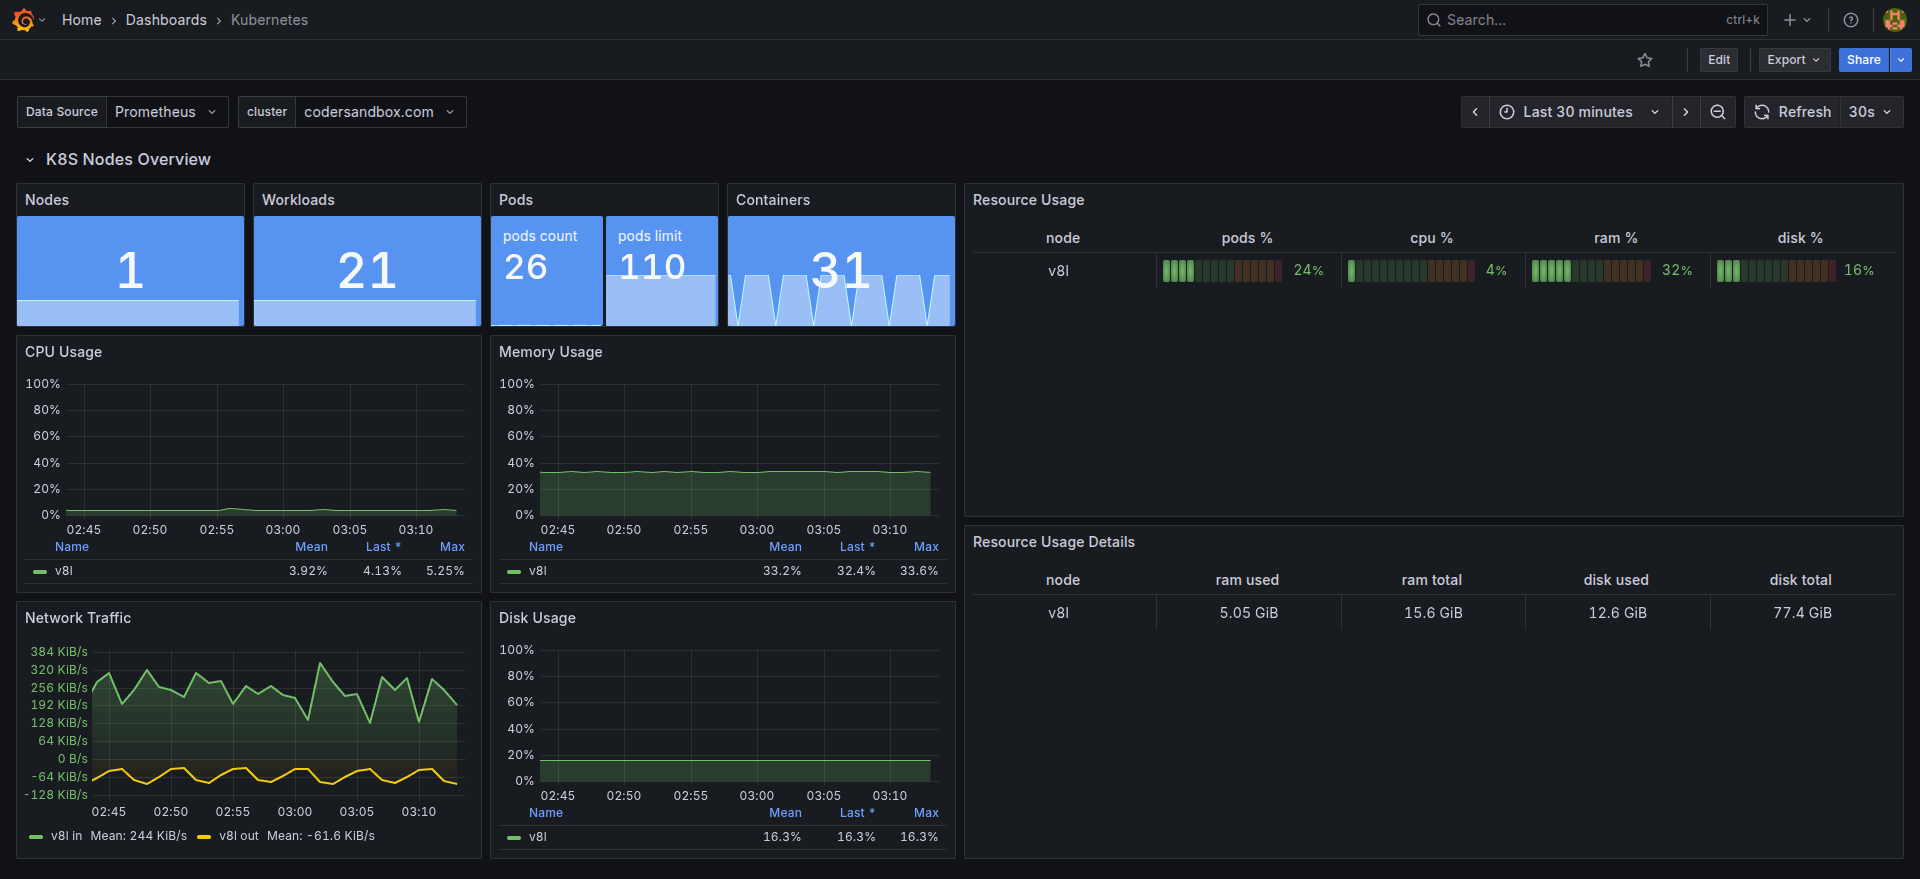 Home › Dashboards › Kubernetes
Search... ctrl+k
Edit Export Share
Data Source Prometheus cluster codersandbox.com
Last 30 minutes Refresh 30s
K8S Nodes Overview
Nodes
1
Workloads
21
Pods
pods count
26
pods limit
110
Containers
31
Resource Usage
node pods % cpu % ram % disk %
v8l 24% 4% 32% 16%
CPU Usage
100%
80%
60%
40%
20%
0%
02:45 02:50 02:55 03:00 03:05 03:10
Name Mean Last * Max
v8l 3.92% 4.13% 5.25%
Memory Usage
100%
80%
60%
40%
20%
0%
02:45 02:50 02:55 03:00 03:05 03:10
Name Mean Last * Max
v8l 33.2% 32.4% 33.6%
Resource Usage Details
node ram used ram total disk used disk total
v8l 5.05 GiB 15.6 GiB 12.6 GiB 77.4 GiB
Network Traffic
384 KiB/s
320 KiB/s
256 KiB/s
192 KiB/s
128 KiB/s
64 KiB/s
0 B/s
-64 KiB/s
-128 KiB/s
02:45 02:50 02:55 03:00 03:05 03:10
v8l in Mean: 244 KiB/s v8l out Mean: -61.6 KiB/s
Disk Usage
100%
80%
60%
40%
20%
0%
02:45 02:50 02:55 03:00 03:05 03:10
Name Mean Last * Max
v8l 16.3% 16.3% 16.3%